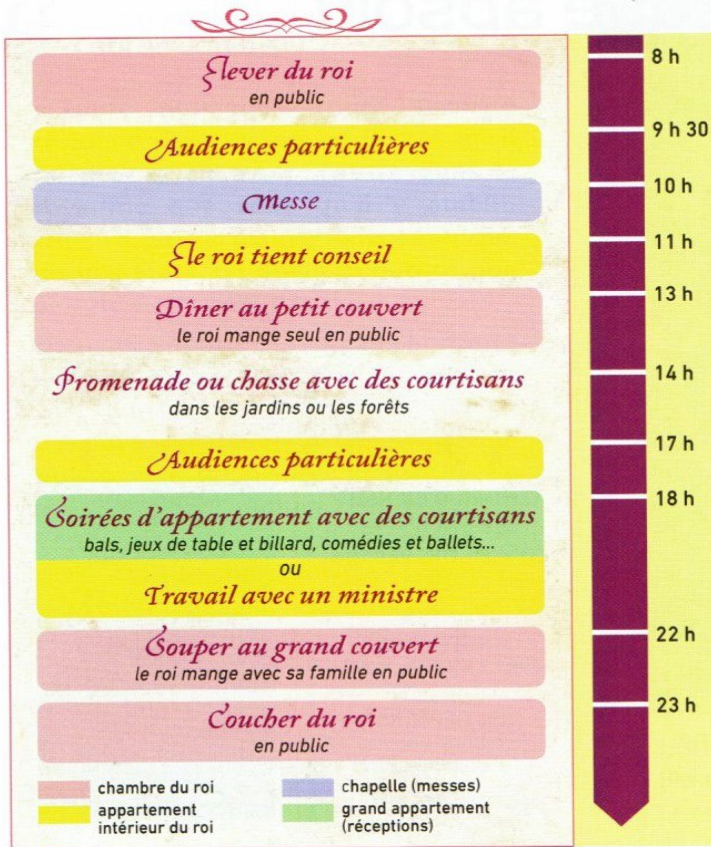 Lever du roi
en public
8 h
Audiences particulières
9 h 30
Messe
10 h
Le roi tient conseil
11 h
Dîner au petit couvert
le roi mange seul en public
13 h
Promenade ou chasse avec des courtisans
dans les jardins ou les forêts
14 h
Audiences particulières
17 h
Soirées d'appartement avec des courtisans
bals, jeux de table et billard, comédies et ballets...
18 h
ou
Travail avec un ministre
Souper au grand couvert
le roi mange avec sa famille en public
22 h
Coucher du roi
en public
23 h
chambre du roi
appartement
intérieur du roi
chapelle (messes)
grand appartement
(réceptions)